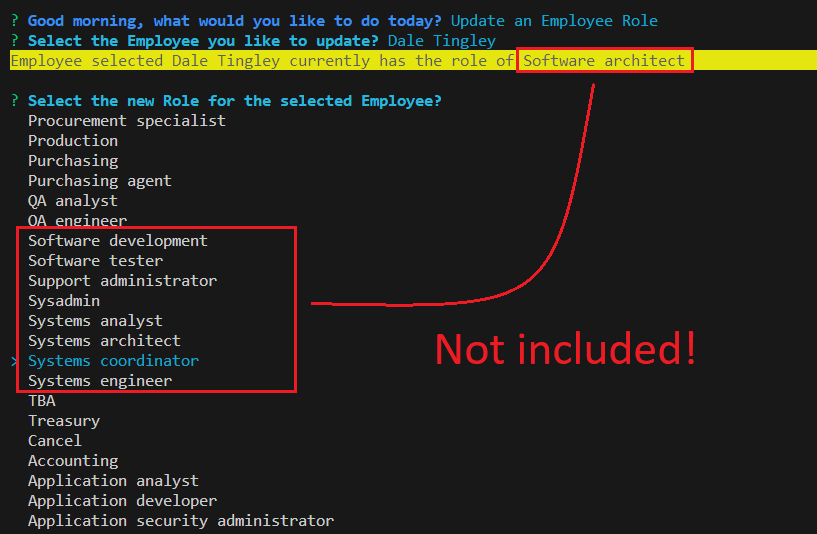 ? Good morning, what would you like to do today? Update an Employee Role
? Select the Employee you like to update? Dale Tingley
Employee selected Dale Tingley currently has the role of Software architect
? Select the new Role for the selected Employee?
Procurement specialist
Production
Purchasing
Purchasing agent
QA analyst
QA engineer
Software development
Software tester
Support administrator
Sysadmin
Systems analyst
Systems architect
> Systems coordinator
Systems engineer
TBA
Treasury
Cancel
Accounting
Application analyst
Application developer
Application security administrator
Not included!